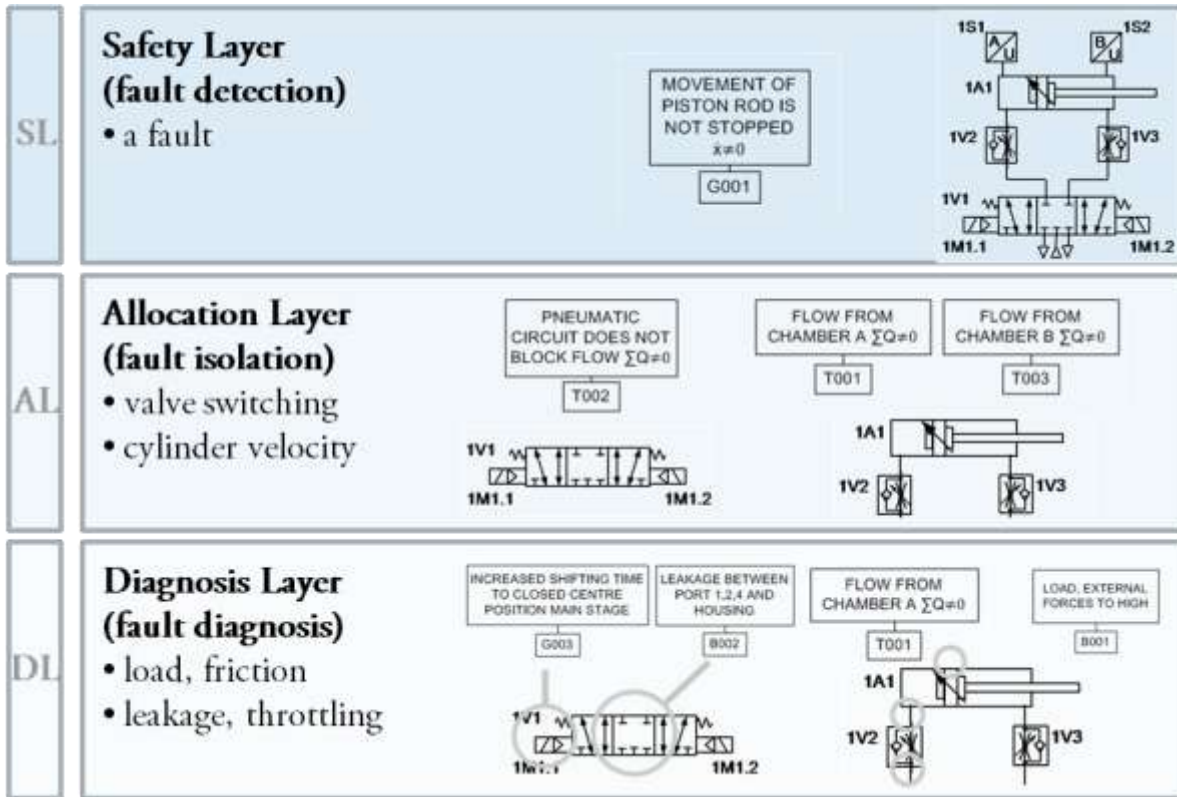 SL
Safety Layer
(fault detection)
• a fault
MOVEMENT OF
PISTON ROD IS
NOT STOPPED
ẋ≠0
G001
1S1
A
U
B
U
1S2
1A1
1V2
1V3
1V1
1M1.1
1M1.2
AL
Allocation Layer
(fault isolation)
• valve switching
• cylinder velocity
PNEUMATIC
CIRCUIT DOES NOT
BLOCK FLOW ∑Q≠0
T002
1V1
1M1.1
1M1.2
FLOW FROM
CHAMBER A ∑Q≠0
T001
FLOW FROM
CHAMBER B ∑Q≠0
T003
1A1
1V2
1V3
DL
Diagnosis Layer
(fault diagnosis)
• load, friction
• leakage, throttling
INCREASED SHIFTING TIME
TO CLOSED CENTRE
POSITION MAIN STAGE
G003
LEAKAGE BETWEEN
PORT 1,2,4 AND
HOUSING
B002
1V1
1M1.1
1M1.2
FLOW FROM
CHAMBER A ∑Q≠0
T001
LOAD, EXTERNAL
FORCES TO HIGH
B001
1A1
1V2
1V3